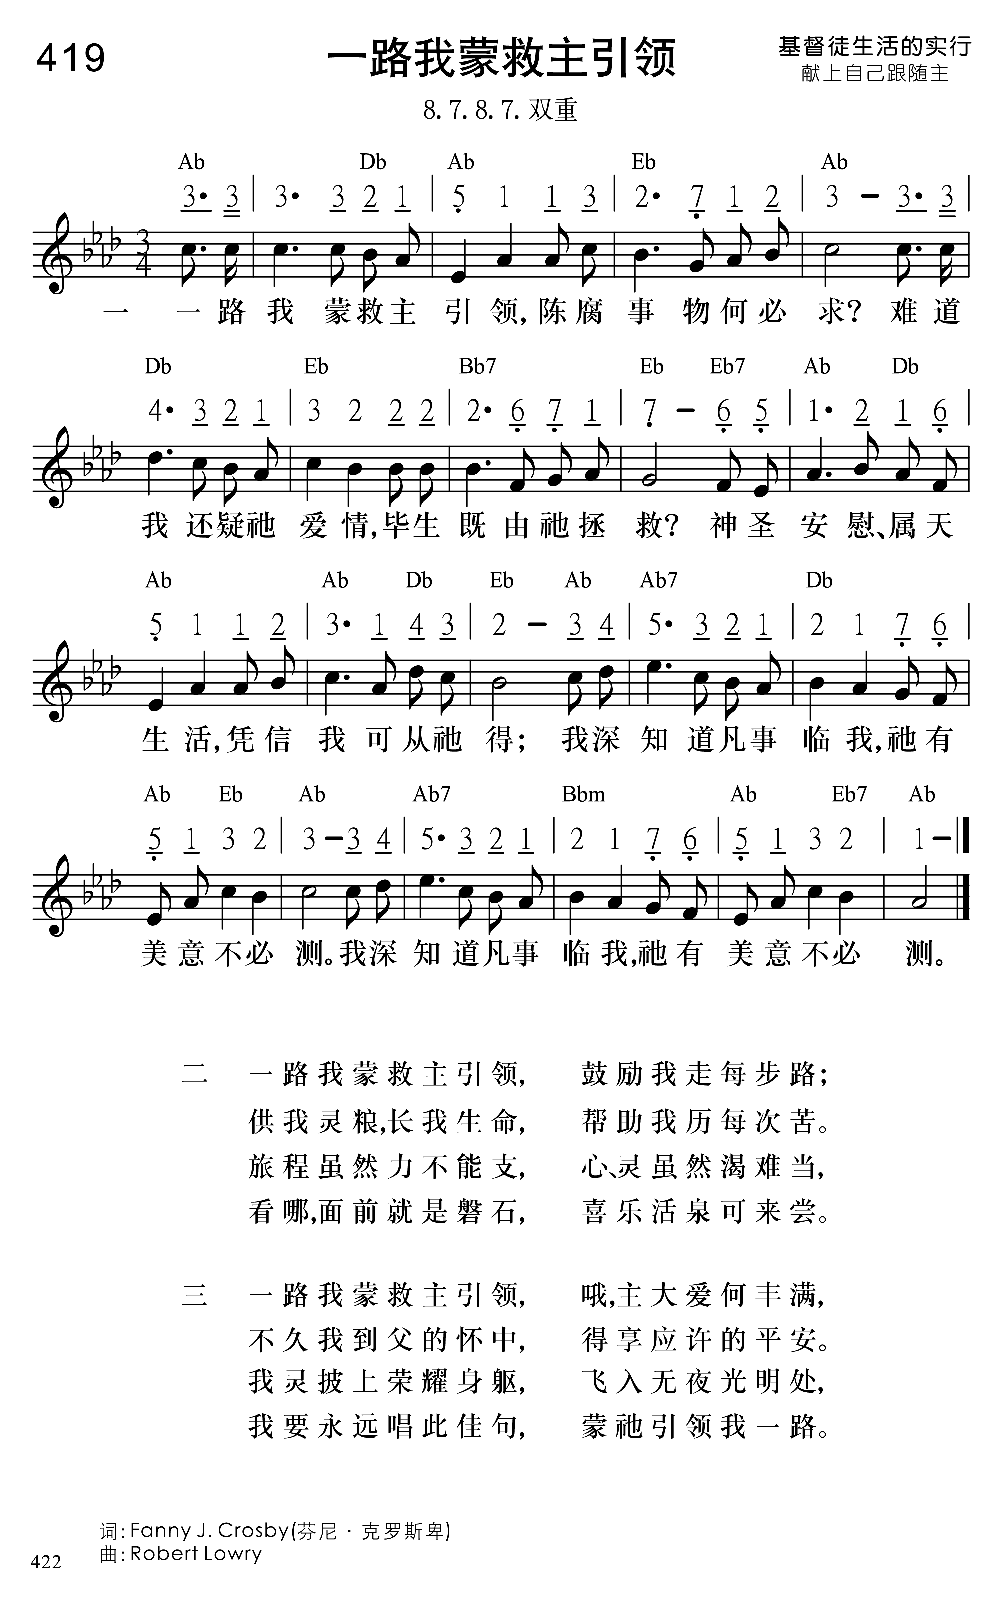 419
一路我蒙救主引领
基督徒生活的实行
献上自己跟随主
8.7.8.7.双重
Ab Db Ab Eb Ab
3· 3 | 3· 3 2 1 | 5 1 1 3 | 2· 7 1 2 | 3 – 3· 3 |
3/4
一 一路我 蒙救主 引领,陈腐 事 物何必 求?难道
Db Eb Bb7 Eb Eb7 Ab Db
4· 3 2 1 | 3 2 2 2 | 2· 6 7 1 | 7 – 6 5 | 1· 2 1 6 |
我 还疑祂 爱情,毕生 既 由祂拯 救?神圣 安 慰、属天
Ab Ab Db Eb Ab Ab7 Db
5 1 1 2 | 3· 1 4 3 | 2 – 3 4 | 5· 3 2 1 | 2 1 7 6 |
生活,凭信 我 可从祂 得;我深 知 道凡事 临我,祂有
Ab Eb Ab Ab7 Bbm Ab Eb7 Ab
5 1 3 2 | 3 – 3 4 | 5· 3 2 1 | 2 1 7 6 | 5 1 3 2 | 1 –
美意不必 测。我深 知 道凡事 临我,祂有 美意不必 测。
二 一路我蒙救主引领, 鼓励我走每步路;
供我灵粮,长我生命, 帮助我历每次苦。
旅程虽然力不能支, 心、灵虽然渴难当,
看哪,面前就是磐石, 喜乐活泉可来尝。
三 一路我蒙救主引领, 哦,主大爱何丰满,
不久我到父的怀中, 得享应许的平安。
我灵披上荣耀身躯, 飞入无夜光明处,
我要永远唱此佳句, 蒙祂引领我一路。
词:Fanny J. Crosby(芬尼·克罗斯卑)
曲:Robert Lowry
422